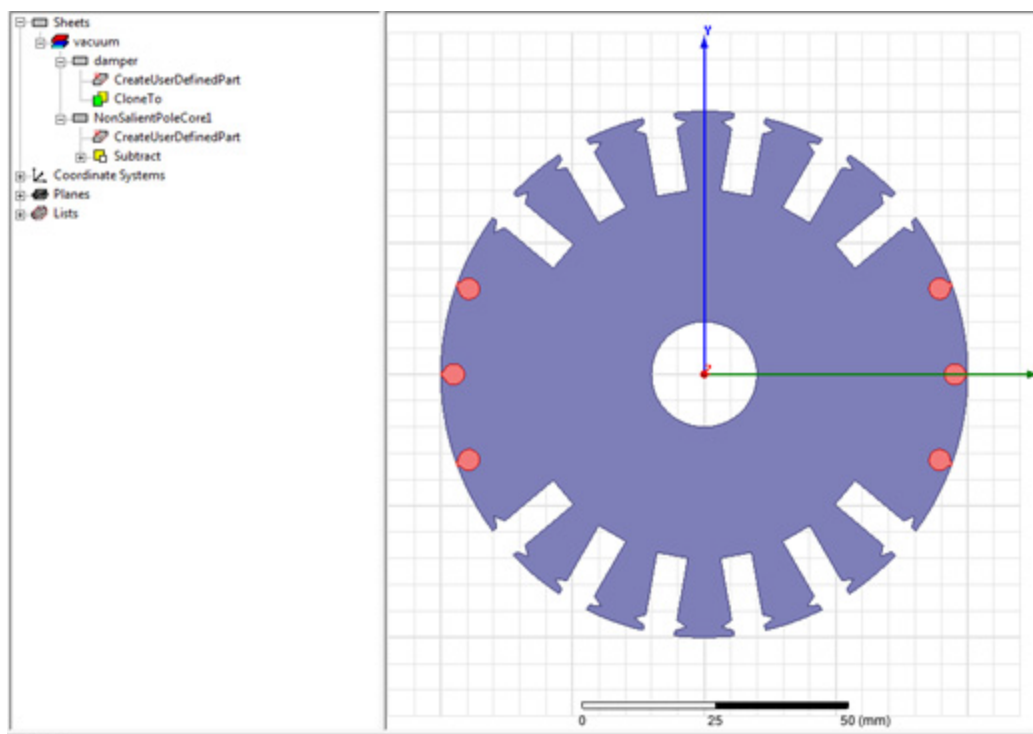 Sheets
vacuum
damper
CreateUserDefinedPart
CloneTo
NonSalientPoleCore1
CreateUserDefinedPart
Subtract
Coordinate Systems
Planes
Lists
Y
0 25 50 (mm)